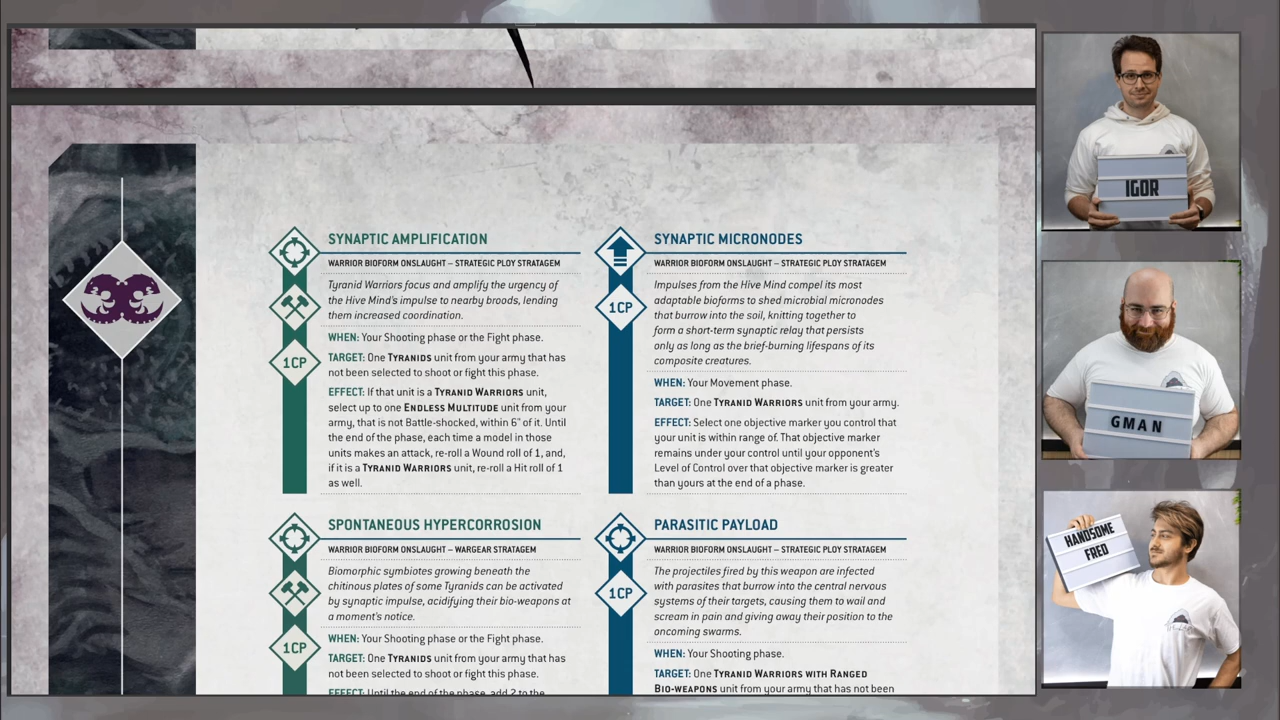 SYNAPTIC AMPLIFICATION
WARRIOR BIOFORM ONSLAUGHT – STRATEGIC PLOY STRATAGEM
Tyranid Warriors focus and amplify the urgency of
the Hive Mind's impulse to nearby broods, lending
them increased coordination.
WHEN: Your Shooting phase or the Fight phase.
1CP
TARGET: One TYRANIDS unit from your army that has
not been selected to shoot or fight this phase.
EFFECT: If that unit is a TYRANID WARRIORS unit,
select up to one ENDLESS MULTITUDE unit from your
army, that is not Battle-shocked, within 6" of it. Until
the end of the phase, each time a model in those
units makes an attack, re-roll a Wound roll of 1, and,
if it is a TYRANID WARRIORS unit, re-roll a Hit roll of 1
as well.
SYNAPTIC MICRONODES
WARRIOR BIOFORM ONSLAUGHT – STRATEGIC PLOY STRATAGEM
Impulses from the Hive Mind compel its most
adaptable bioforms to shed microbial micronodes
1CP
that burrow into the soil, knitting together to
form a short-term synaptic relay that persists
only as long as the brief-burning lifespans of its
composite creatures.
WHEN: Your Movement phase.
TARGET: One TYRANID WARRIORS unit from your army.
EFFECT: Select one objective marker you control that
your unit is within range of. That objective marker
remains under your control until your opponent's
Level of Control over that objective marker is greater
than yours at the end of a phase.
SPONTANEOUS HYPERCORROSION
WARRIOR BIOFORM ONSLAUGHT – WARGEAR STRATAGEM
Biomorphic symbiotes growing beneath the
chitinous plates of some Tyranids can be activated
by synaptic impulse, acidifying their bio-weapons at
a moment's notice.
WHEN: Your Shooting phase or the Fight phase.
1CP
TARGET: One TYRANIDS unit from your army that has
not been selected to shoot or fight this phase.
EFFECT: Until the end of the phase, add 2 to the
PARASITIC PAYLOAD
WARRIOR BIOFORM ONSLAUGHT – STRATEGIC PLOY STRATAGEM
The projectiles fired by this weapon are infected
with parasites that burrow into the central nervous
1CP
systems of their targets, causing them to wail and
scream in pain and giving away their position to the
oncoming swarms.
WHEN: Your Shooting phase.
TARGET: One TYRANID WARRIORS WITH RANGED
BIO-WEAPONS unit from your army that has not been
IGOR
GMAN
HANDSOME
FRED